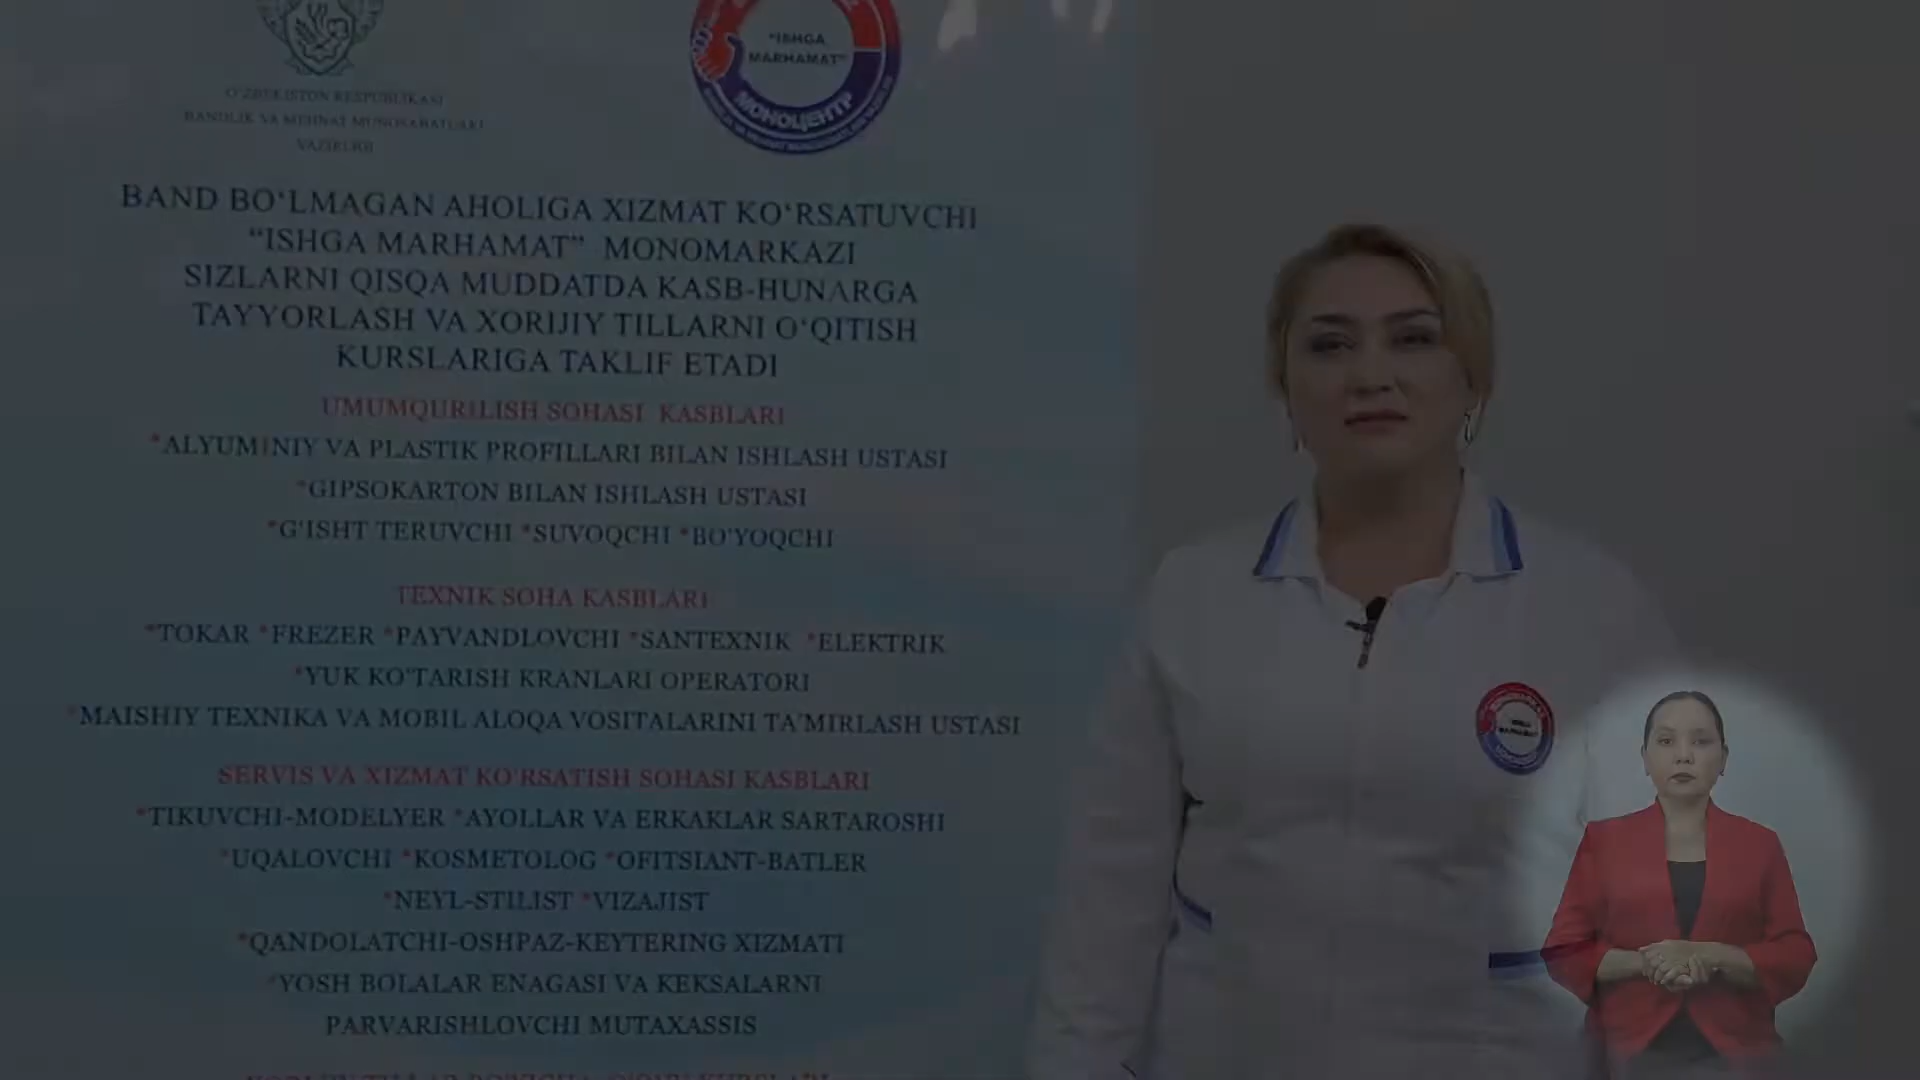 "ISHGA
MARHAMAT"
МОНОЦЕНТР
O'ZBEKISTON RESPUBLIKASI
BANDLIK VA MEHNAT MUNOSABATLARI
VAZIRLIGI
BAND BO'LMAGAN AHOLIGA XIZMAT KO'RSATUVCHI
"ISHGA MARHAMAT" MONOMARKAZI
SIZLARNI QISQA MUDDATDA KASB-HUNARGA
TAYYORLASH VA XORIJIY TILLARNI O'QITISH
KURSLARIGA TAKLIF ETADI
UMUMQURILISH SOHASI KASBLARI
*ALYUMINIY VA PLASTIK PROFILLARI BILAN ISHLASH USTASI
*GIPSOKARTON BILAN ISHLASH USTASI
*G'ISHT TERUVCHI *SUVOQCHI *BO'YOQCHI
TEXNIK SOHA KASBLARI
*TOKAR *FREZER *PAYVANDLOVCHI *SANTEXNIK *ELEKTRIK
*YUK KO'TARISH KRANLARI OPERATORI
*MAISHIY TEXNIKA VA MOBIL ALOQA VOSITALARINI TA'MIRLASH USTASI
SERVIS VA XIZMAT KO'RSATISH SOHASI KASBLARI
*TIKUVCHI-MODELYER *AYOLLAR VA ERKAKLAR SARTAROSHI
*UQALOVCHI *KOSMETOLOG *OFITSIANT-BATLER
*NEYL-STILIST *VIZAJIST
*QANDOLATCHI-OSHPAZ-KEYTERING XIZMATI
*YOSH BOLALAR ENAGASI VA KEKSALARNI
PARVARISHLOVCHI MUTAXASSIS